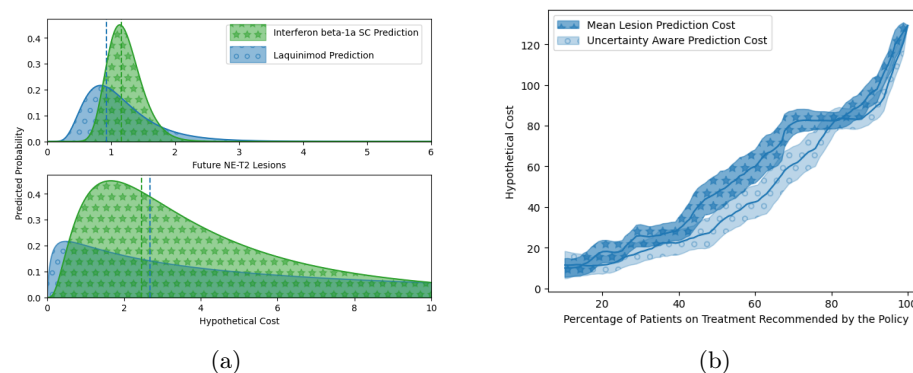 Interferon beta-1a SC Prediction
Laquinimod Prediction
0.4
0.3
0.2
0.1
0.0
0 1 2 3 4 5 6
Future NE-T2 Lesions
Predicted Probability
0.4
0.3
0.2
0.1
0.0
0 2 4 6 8 10
Hypothetical Cost
(a)
Mean Lesion Prediction Cost
Uncertainty Aware Prediction Cost
Hypothetical Cost
120
100
80
60
40
20
0
20 40 60 80 100
Percentage of Patients on Treatment Recommended by the Policy
(b)